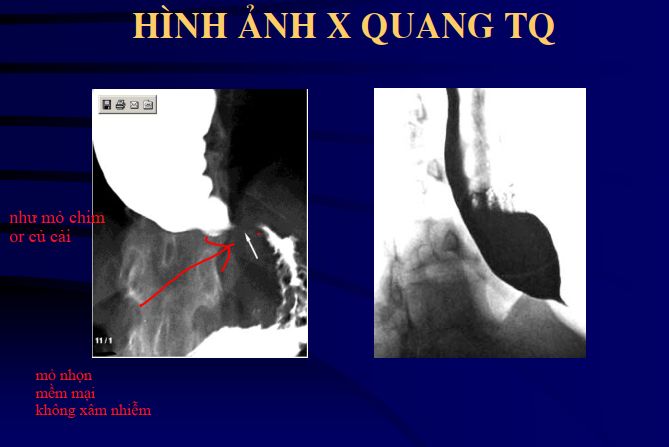 HÌNH ẢNH X QUANG TQ
như mỏ chim
or củ cải
11 / 1
mỏ nhọn
mềm mại
không xâm nhiễm